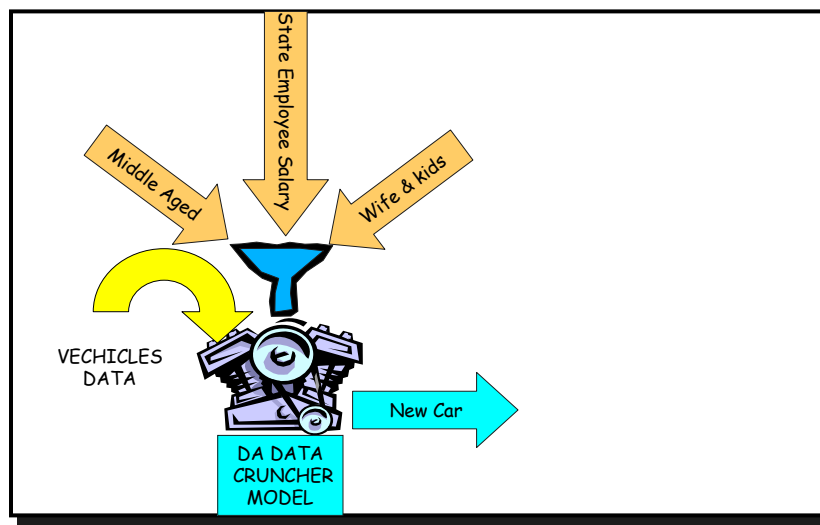 State Employee Salary
Middle Aged
Wife & kids
VECHICLES
DATA
New Car
DA DATA
CRUNCHER
MODEL